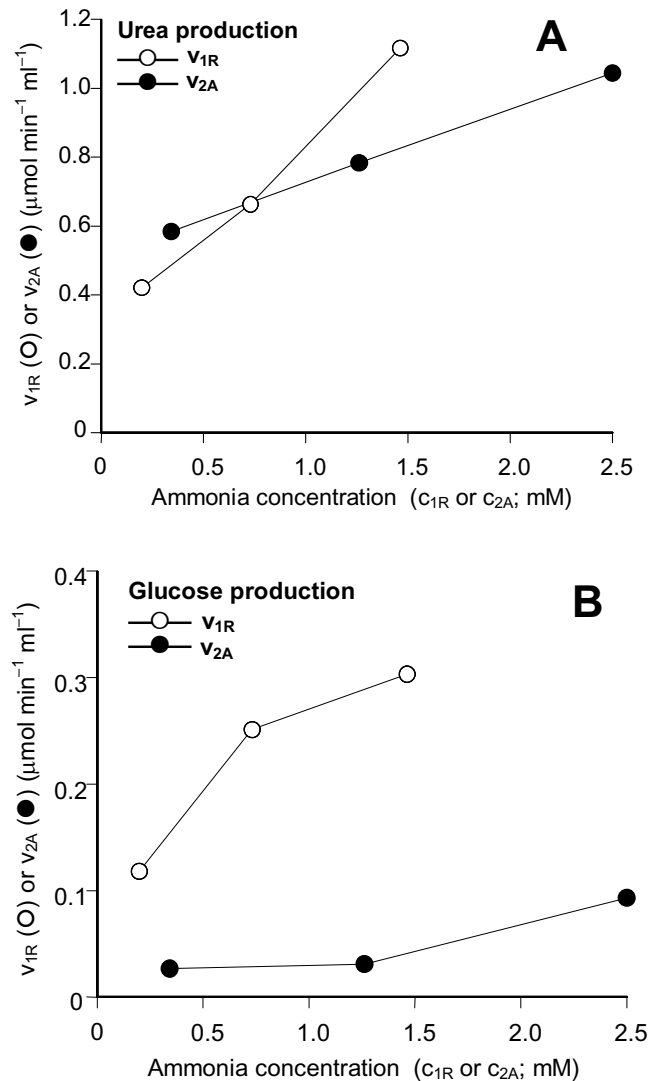 A
Urea production
v1R
v2A
1.2
1.0
0.8
0.6
0.4
0.2
0
v1R (O) or v2A (●) (μmol min−1 ml−1)
0 0.5 1.0 1.5 2.0 2.5
Ammonia concentration (c1R or c2A; mM)
B
Glucose production
v1R
v2A
0.4
0.3
0.2
0.1
0
v1R (O) or v2A (●) (μmol min−1 ml−1)
0 0.5 1.0 1.5 2.0 2.5
Ammonia concentration (c1R or c2A; mM)